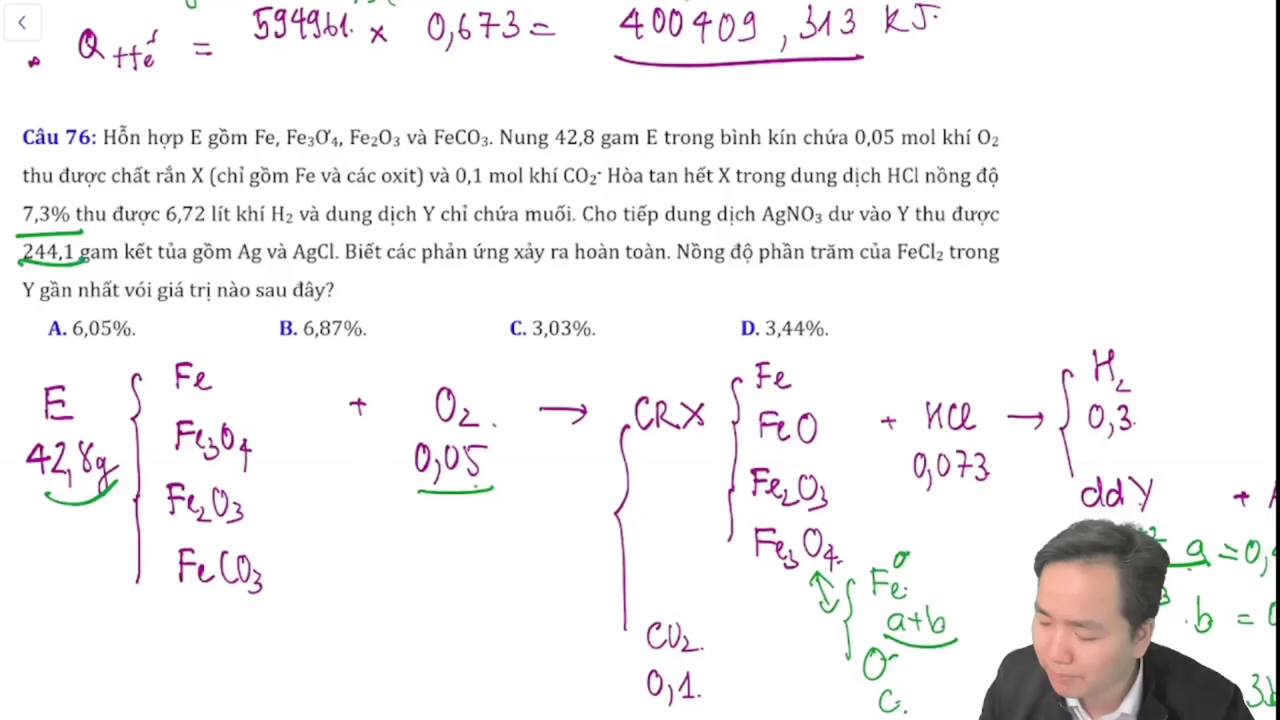 • Q ttế = 594961. × 0,673 = 400409,313 KJ.
Câu 76: Hỗn hợp E gồm Fe, Fe₃O₄, Fe₂O₃ và FeCO₃. Nung 42,8 gam E trong bình kín chứa 0,05 mol khí O₂
thu được chất rắn X (chỉ gồm Fe và các oxit) và 0,1 mol khí CO₂. Hòa tan hết X trong dung dịch HCl nồng độ
7,3% thu được 6,72 lít khí H₂ và dung dịch Y chỉ chứa muối. Cho tiếp dung dịch AgNO₃ dư vào Y thu được
244,1 gam kết tủa gồm Ag và AgCl. Biết các phản ứng xảy ra hoàn toàn. Nồng độ phần trăm của FeCl₂ trong
Y gần nhất vói giá trị nào sau đây?
A. 6,05%. B. 6,87%. C. 3,03%. D. 3,44%.
E { Fe + O₂ → CRX { Fe + HCl → { H₂
42,8g Fe₃O₄ 0,05 FeO 0,073 0,3
Fe₂O₃ Fe₂O₃ ddY +
FeCO₃ Fe₃O₄
a = 0,
Fe⁰
a+b b =
CO₂ O
0,1 c